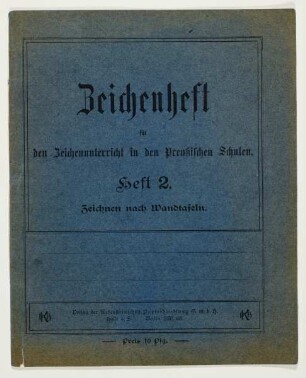 Zeichenheft
für
den Zeichenunterricht in den Preußischen Schulen.
Heft 2.
Zeichnen nach Wandtafeln.
Preis 10 Pfg.